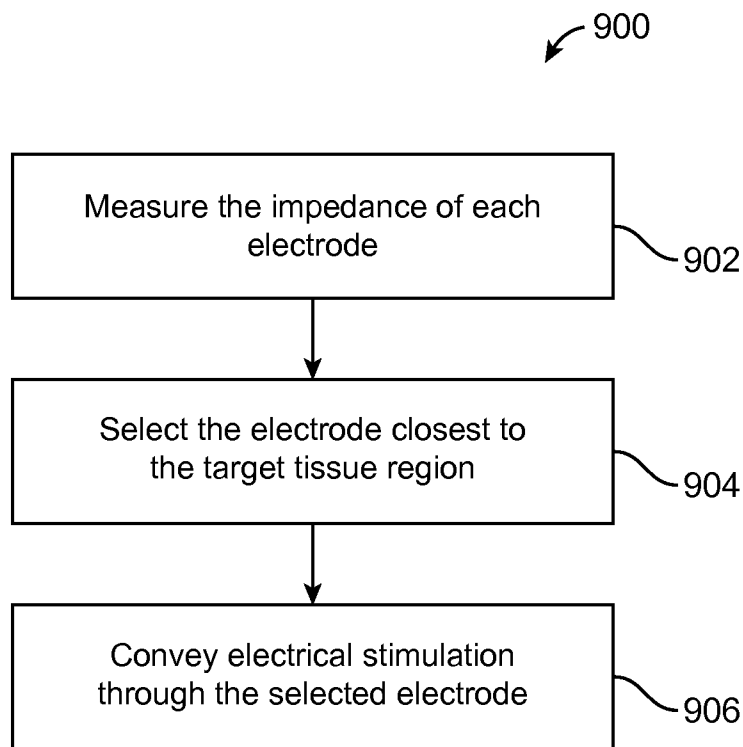 900
Measure the impedance of each
electrode
902
Select the electrode closest to
the target tissue region
904
Convey electrical stimulation
through the selected electrode
906